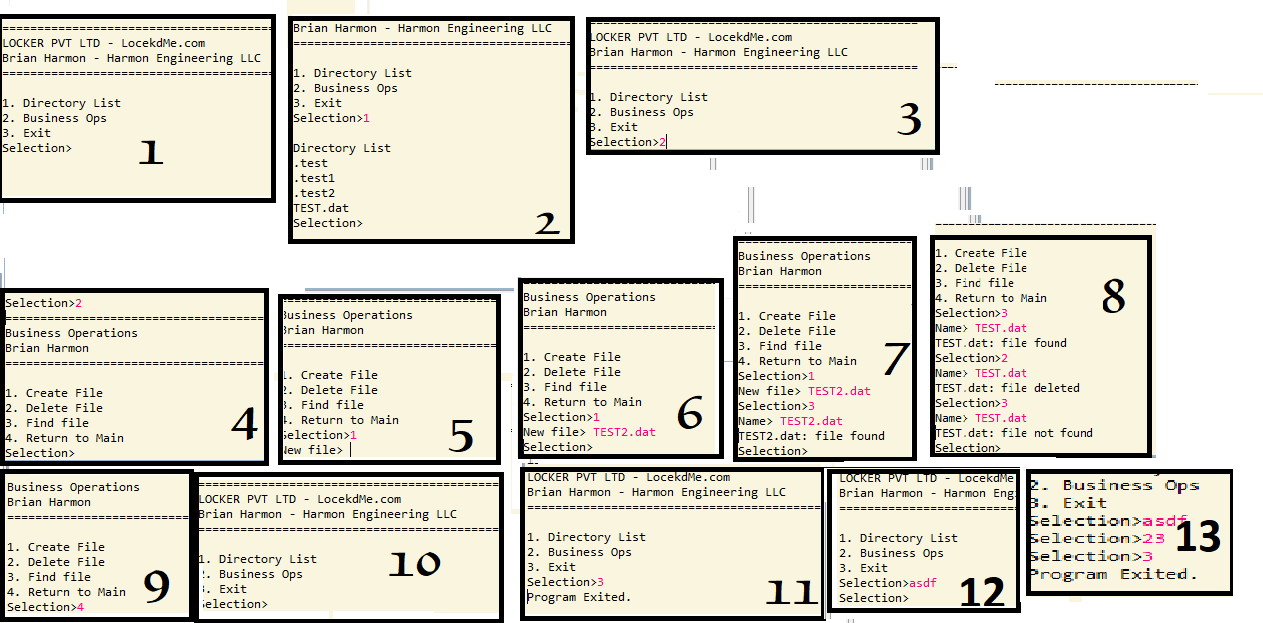 LOCKER PVT LTD - LocekdMe.com
Brian Harmon - Harmon Engineering LLC
1. Directory List
2. Business Ops
3. Exit
Selection>
1
Brian Harmon - Harmon Engineering LLC
1. Directory List
2. Business Ops
3. Exit
Selection>1
Directory List
.test
.test1
.test2
TEST.dat
Selection>
2
LOCKER PVT LTD - LocekdMe.com
Brian Harmon - Harmon Engineering LLC
1. Directory List
2. Business Ops
3. Exit
Selection>2
3
Selection>2
Business Operations
Brian Harmon
1. Create File
2. Delete File
3. Find file
4. Return to Main
Selection>
4
Business Operations
Brian Harmon
1. Create File
2. Delete File
3. Find file
4. Return to Main
Selection>1
New file>
5
Business Operations
Brian Harmon
1. Create File
2. Delete File
3. Find file
4. Return to Main
Selection>1
New file> TEST2.dat
Selection>
6
Business Operations
Brian Harmon
1. Create File
2. Delete File
3. Find file
4. Return to Main
Selection>1
New file> TEST2.dat
Selection>3
Name> TEST2.dat
TEST2.dat: file found
Selection>
7
1. Create File
2. Delete File
3. Find file
4. Return to Main
Selection>3
Name> TEST.dat
TEST.dat: file found
Selection>2
Name> TEST.dat
TEST.dat: file deleted
Selection>3
Name> TEST.dat
TEST.dat: file not found
Selection>
8
Business Operations
Brian Harmon
1. Create File
2. Delete File
3. Find file
4. Return to Main
Selection>4
9
LOCKER PVT LTD - LocekdMe.com
Brian Harmon - Harmon Engineering LLC
1. Directory List
2. Business Ops
3. Exit
Selection>
10
LOCKER PVT LTD - LocekdMe.com
Brian Harmon - Harmon Engineering LLC
1. Directory List
2. Business Ops
3. Exit
Selection>3
Program Exited.
11
LOCKER PVT LTD - LocekdMe
Brian Harmon - Harmon Eng
1. Directory List
2. Business Ops
3. Exit
Selection>asdf
Selection>
12
2. Business Ops
3. Exit
Selection>asdf
Selection>23
Selection>3
Program Exited.
13